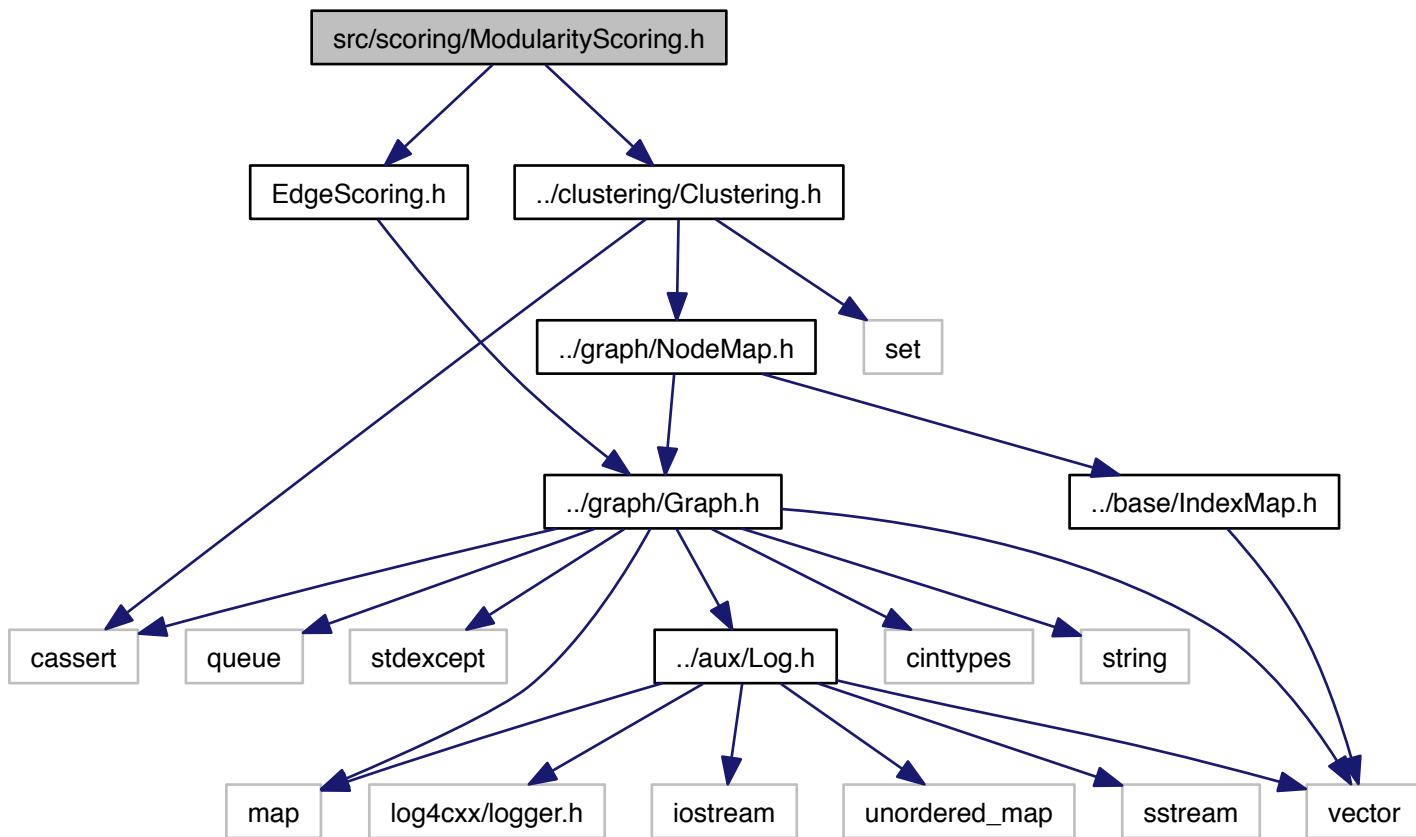 src/scoring/ModularityScoring.h
EdgeScoring.h
../clustering/Clustering.h
../graph/NodeMap.h
set
../graph/Graph.h
../base/IndexMap.h
cassert
queue
stdexcept
../aux/Log.h
cinttypes
string
map
log4cxx/logger.h
iostream
unordered_map
sstream
vector